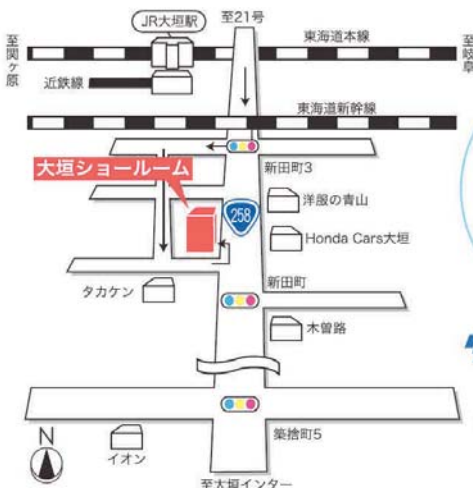 JR大垣駅
至21号
東海道本線
至関ヶ原
至岐阜
近鉄線
東海道新幹線
新田町3
大垣ショールーム
洋服の青山
258
Honda Cars大垣
新田町
タカケン
木曽路
築捨町5
N
イオン
至大垣インター